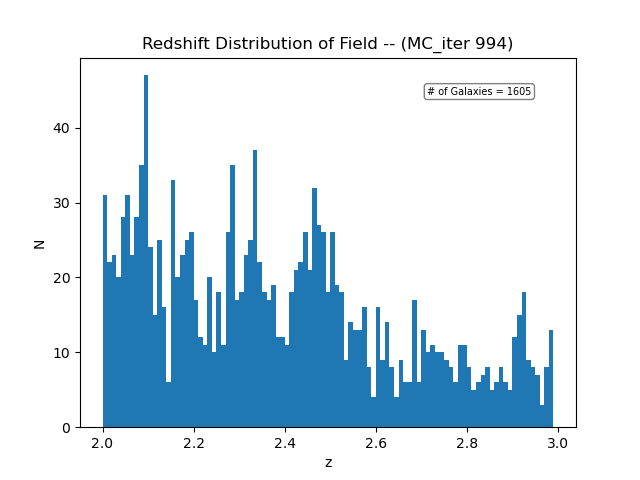 Redshift Distribution of Field -- (MC_iter 994)
# of Galaxies = 1605
N
40
30
20
10
0
2.0 2.2 2.4 2.6 2.8 3.0
z